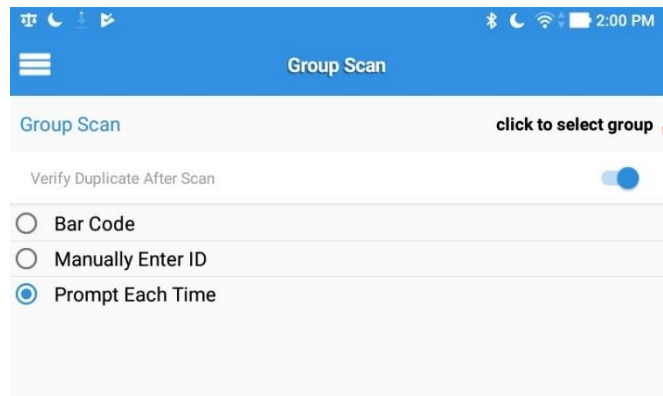 2:00 PM
Group Scan
Group Scan click to select group
Verify Duplicate After Scan
Bar Code
Manually Enter ID
Prompt Each Time